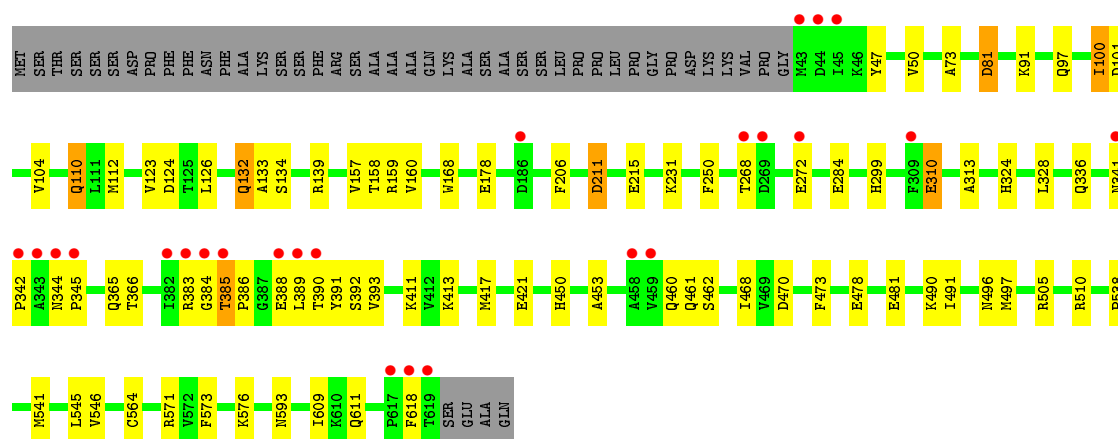 MET SER THR SER SER SER SER ASP PRO PHE PHE ASN PHE ALA LYS SER SER PHE ARG SER ALA ALA ALA GLN LYS ALA SER ALA SER SER LEU PRO PRO LEU PRO GLY PRO ASP LYS LYS VAL PRO GLY M43 D44 I45 K46 Y47 V50 A73 D81 K91 Q97 I100 D101
V104 Q110 L111 M112 V123 D124 T125 L126 Q132 A133 S134 R139 V157 T158 R159 V160 W168 E178 D186 F206 D211 E215 K231 F250 T268 D269 E272 E284 H299 F309 E310 A313 H324 L328 Q336 N341
P342 A343 N344 P345 Q365 T366 I382 R383 G384 T385 P386 G387 E388 L389 T390 Y391 S392 V393 K411 V412 K413 M417 E421 H450 A453 A458 V459 Q460 Q461 S462 I468 V469 D470 F473 E478 E481 K490 I491 N496 M497 R505 R510
M541 L545 V546 C564 R571 V572 F573 K576 N593 I609 K610 Q611 P617 F618 T619 SER GLU ALA GLN